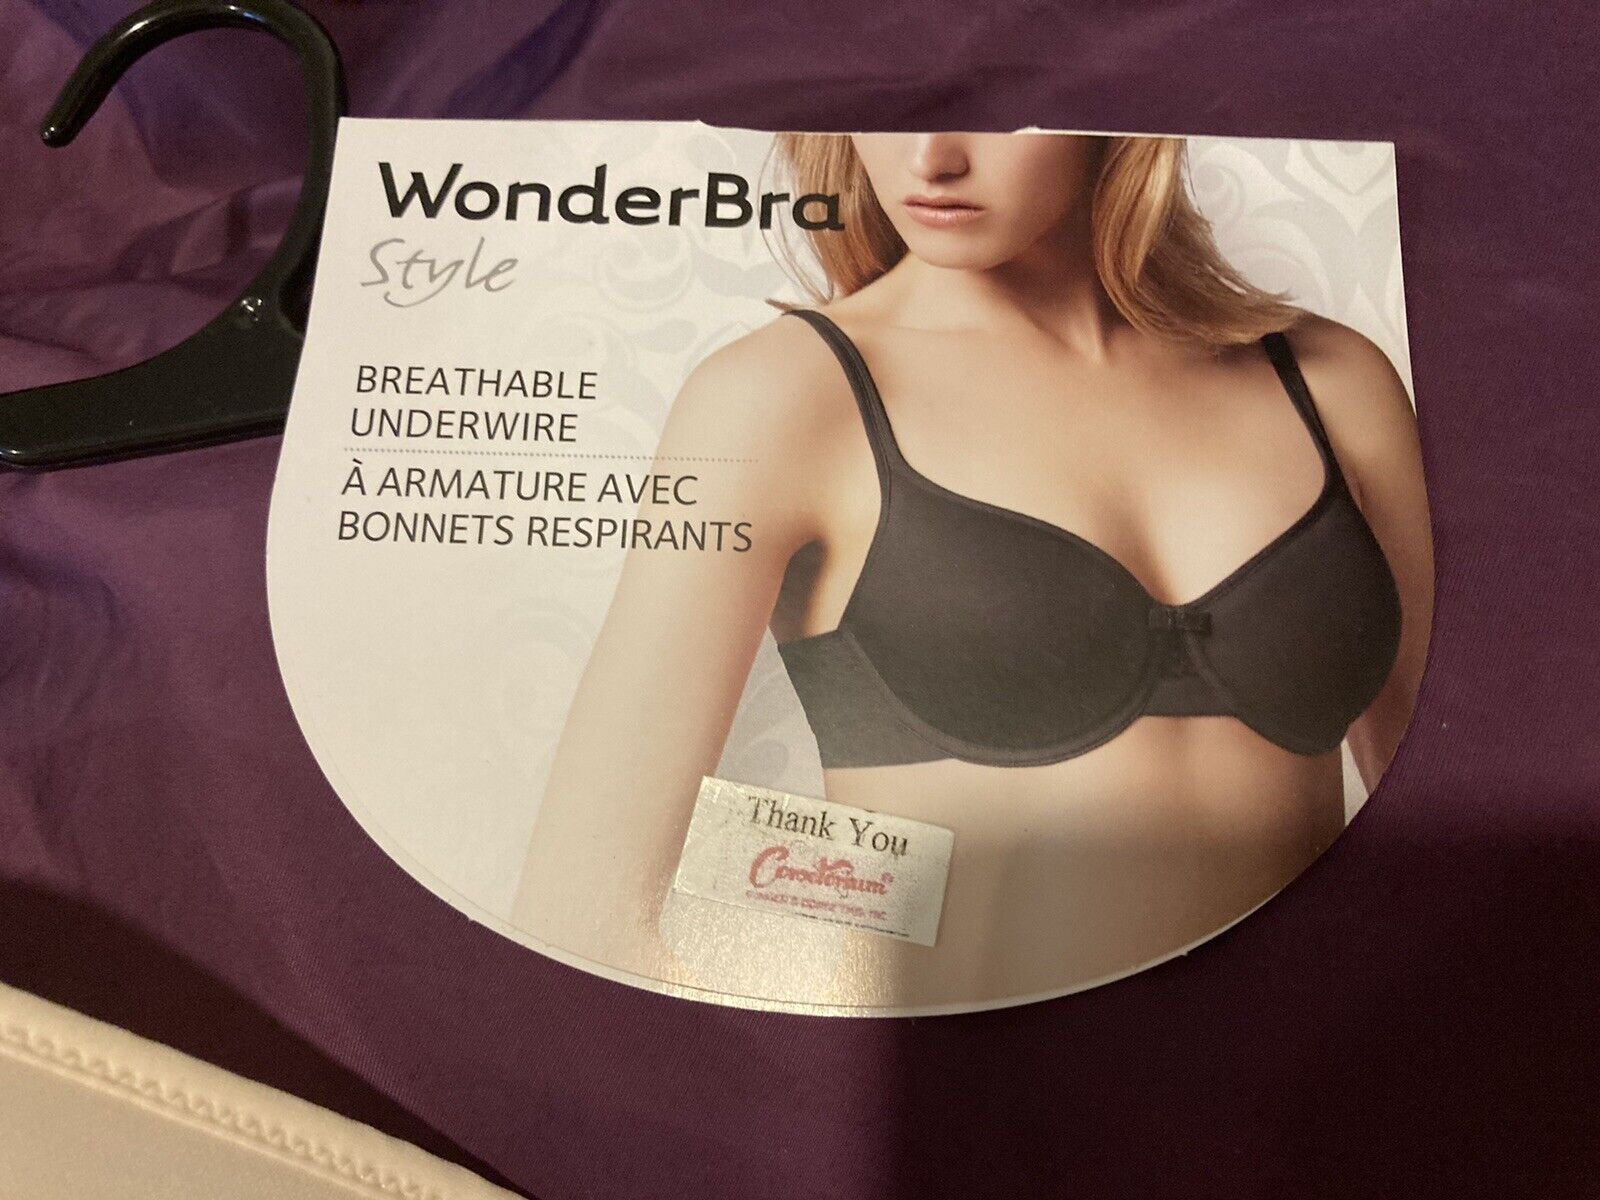 WonderBra
Style
BREATHABLE
UNDERWIRE
À ARMATURE AVEC
BONNETS RESPIRANTS
Thank You